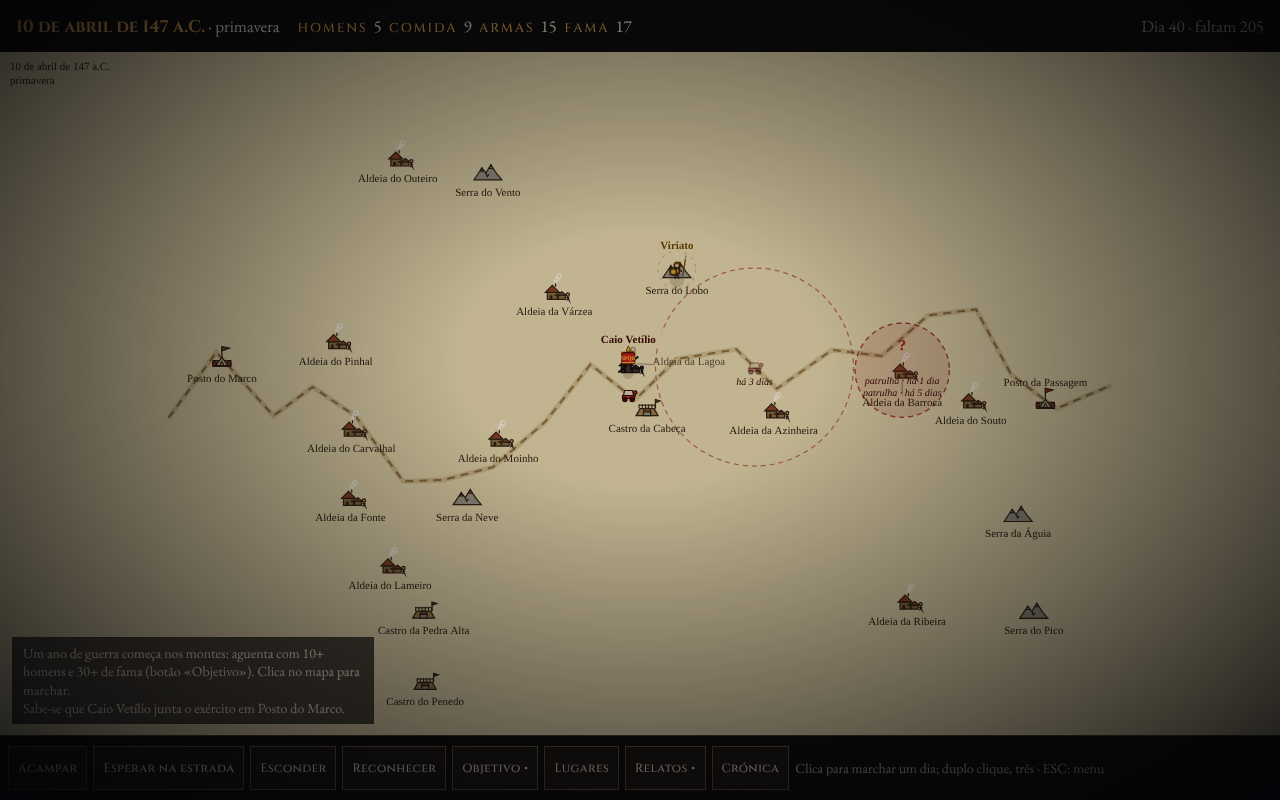 10 DE ABRIL DE 147 A.C. · primavera HOMENS 5 COMIDA 9 ARMAS 15 FAMA 17 Dia 40 · faltam 205
10 de abril de 147 a.C.
primavera
Aldeia do Outeiro
Serra do Vento
Viriato
Serra do Lobo
Aldeia da Várzea
Caio Vetílio
Aldeia do Pinhal
Aldeia da Lagoa
?
Posto do Marco
há 3 dias
patrulha · há 1 dia
patrulha · há 5 dias
Posto da Passagem
Aldeia da Barroca
Aldeia do Souto
Castro da Cabeça
Aldeia da Azinheira
Aldeia do Carvalhal
Aldeia do Moinho
Aldeia da Fonte
Serra da Neve
Serra da Águia
Aldeia do Lameiro
Aldeia da Ribeira
Castro da Pedra Alta
Serra do Pico
Castro do Penedo
Um ano de guerra começa nos montes: aguenta com 10+
homens e 30+ de fama (botão «Objetivo»). Clica no mapa para
marchar.
Sabe-se que Caio Vetílio junta o exército em Posto do Marco.
ACAMPAR ESPERAR NA ESTRADA ESCONDER RECONHECER OBJETIVO • LUGARES RELATOS • CRÓNICA Clica para marchar um dia; duplo clique, três · ESC: menu